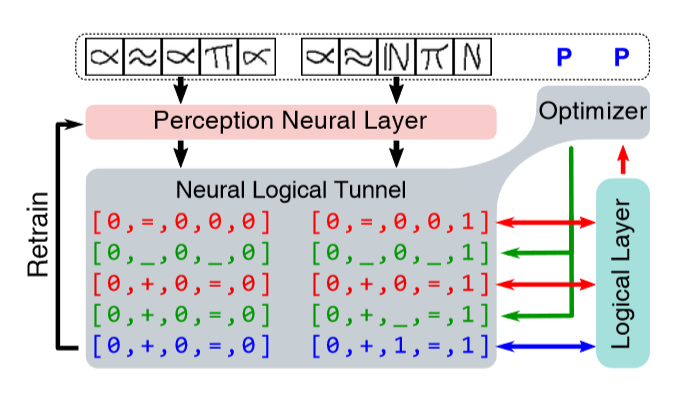 ∝ ≈ ∝ π ∝ ∝ ≈ ℕ π N P P
Optimizer
Perception Neural Layer
Neural Logical Tunnel
[0,=,0,0,0] [0,=,0,0,1]
[0,_,0,_,0] [0,_,0,_,1]
[0,+,0,=,0] [0,+,0,=,1]
[0,+,0,=,0] [0,+,_,=,1]
[0,+,0,=,0] [0,+,1,=,1]
Retrain
Logical Layer